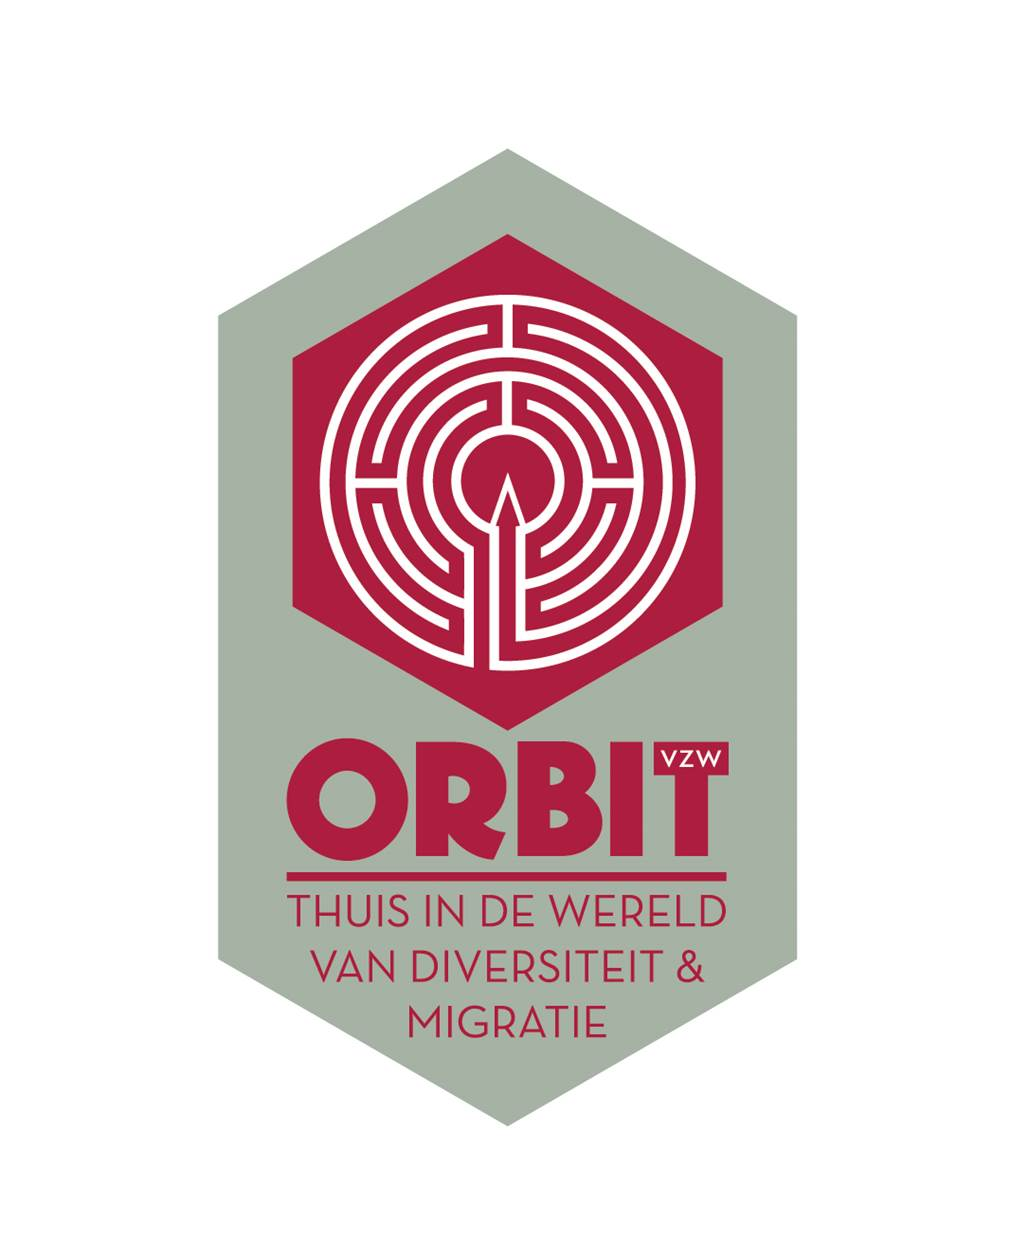 ORBIT VZW
THUIS IN DE WERELD
VAN DIVERSITEIT &
MIGRATIE